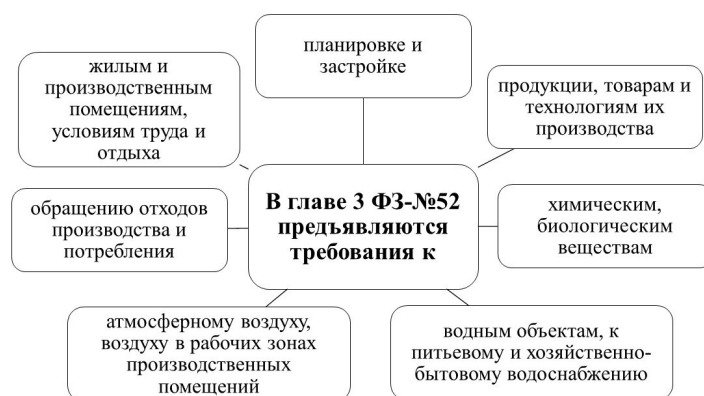 планировке и
застройке
жилым и
производственным
помещениям,
условиям труда и
отдыха
продукции, товарам и
технологиям их
производства
В главе 3 ФЗ-№52
предъявляются
требования к
обращению отходов
производства и
потребления
химическим,
биологическим
веществам
атмосферному воздуху,
воздуху в рабочих зонах
производственных
помещений
водным объектам, к
питьевому и хозяйственно-
бытовому водоснабжению